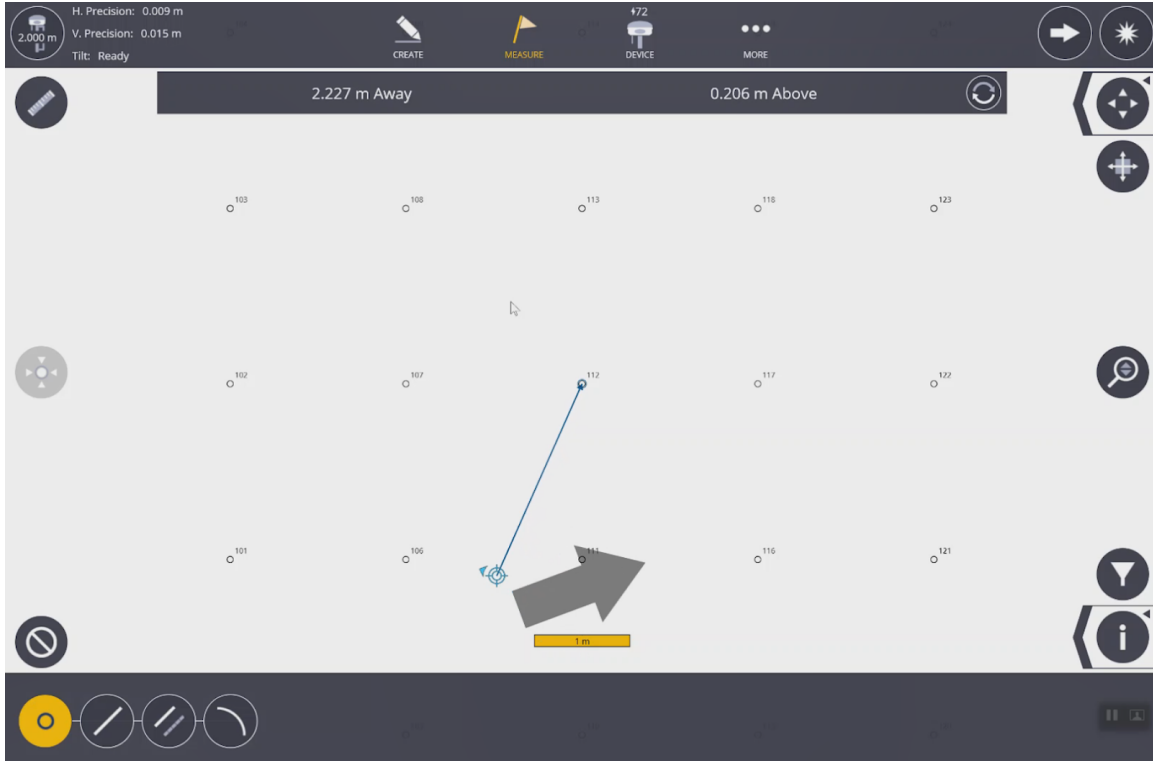 H. Precision: 0.009 m
2.000 m
V. Precision: 0.015 m
Tilt: Ready
CREATE
MEASURE
72
DEVICE
MORE
2.227 m Away
0.206 m Above
103
108
113
118
123
102
107
112
117
122
101
106
111
116
121
1 m
i